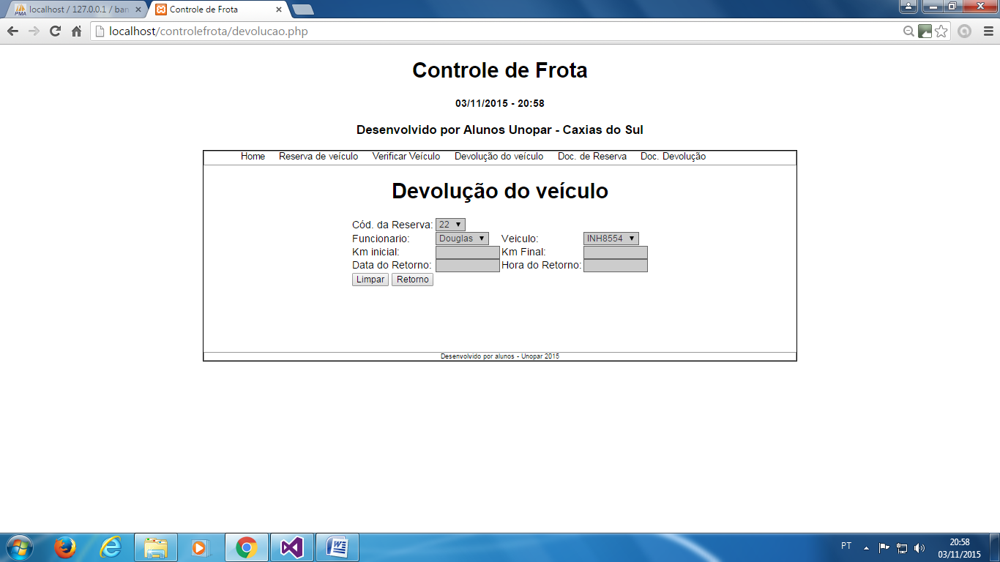 localhost / 127.0.0.1 / ban
Controle de Frota
localhost/controlefrota/devolucao.php
Controle de Frota
03/11/2015 - 20:58
Desenvolvido por Alunos Unopar - Caxias do Sul
Home Reserva de veículo Verificar Veículo Devolução do veículo Doc. de Reserva Doc. Devolução
Devolução do veículo
Cód. da Reserva: 22
Funcionario: Douglas Veiculo: INH8554
Km inicial: Km Final:
Data do Retorno: Hora do Retorno:
Limpar Retorno
Desenvolvido por alunos - Unopar 2015
PT
20:58
03/11/2015